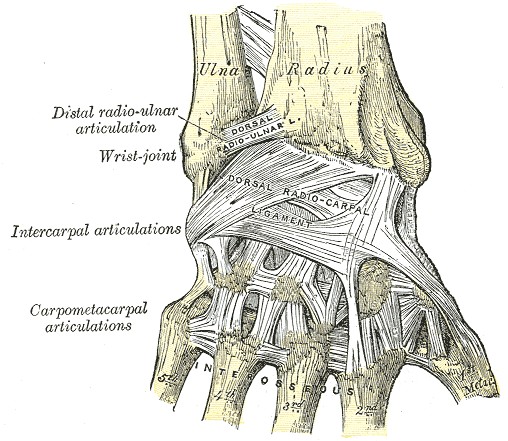 Ulna
Radius
Distal radio-ulnar
articulation
DORSAL
RADIO-ULNAR L.
Wrist-joint
DORSAL RADIO-CARPAL
LIGAMENT
Intercarpal articulations
Carpometacarpal
articulations
INTEROSSEOUS
5th
4th
3rd
2nd
Metac.